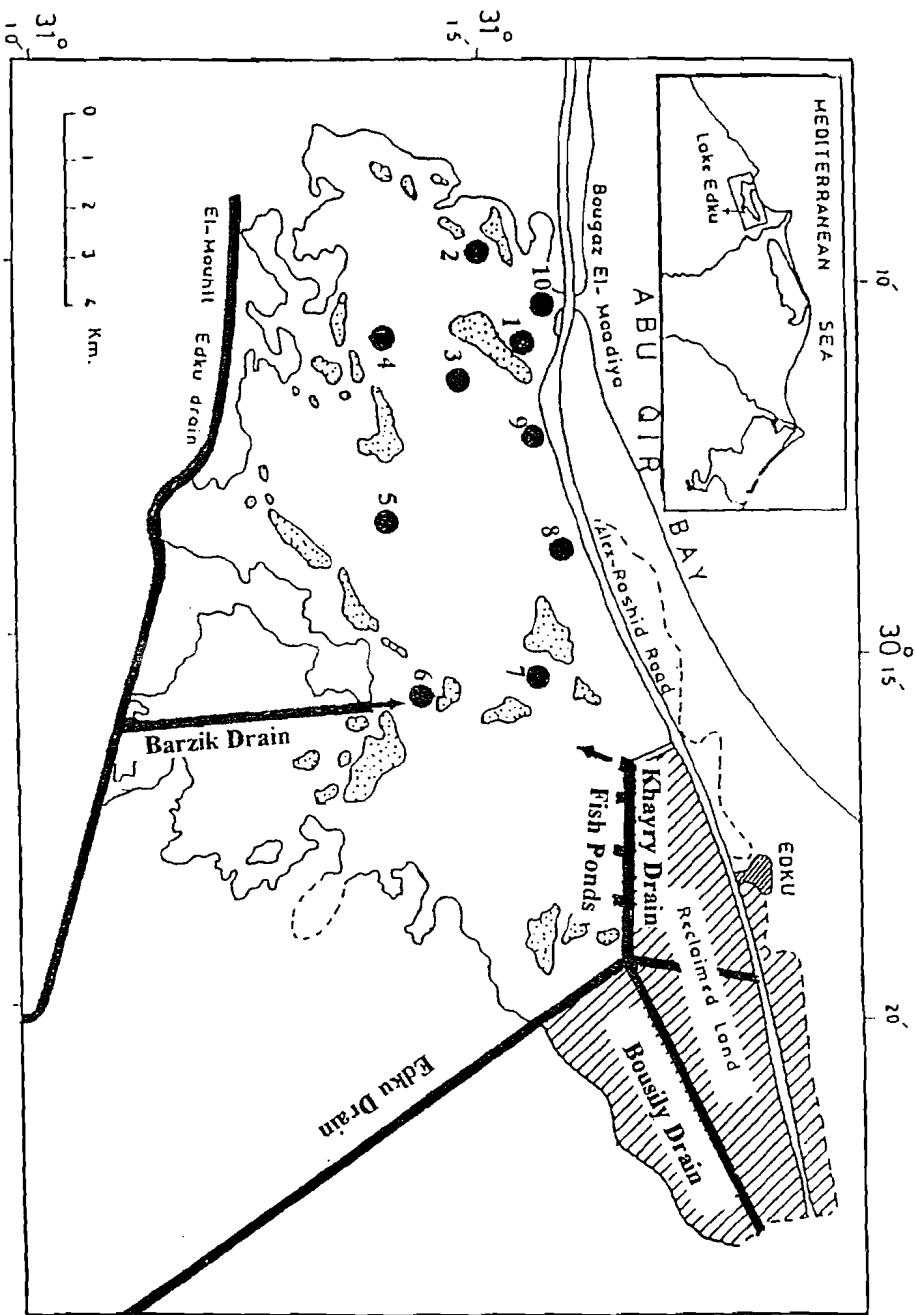 MEDITERRANEAN
SEA
Lake Edku
ABU QIR BAY
Bougaz El-Maadiya
Alex-Rashid Road
EDKU
Reclaimed Land
Khayry Drain
Fish Ponds
Bousily Drain
Edku Drain
Barzik Drain
El-Mouhit Edku drain
10
1
2
3
4
9
8
5
7
6
0 1 2 3 4 Km.
31° 15′
31° 10′
10′
30° 15′
20′